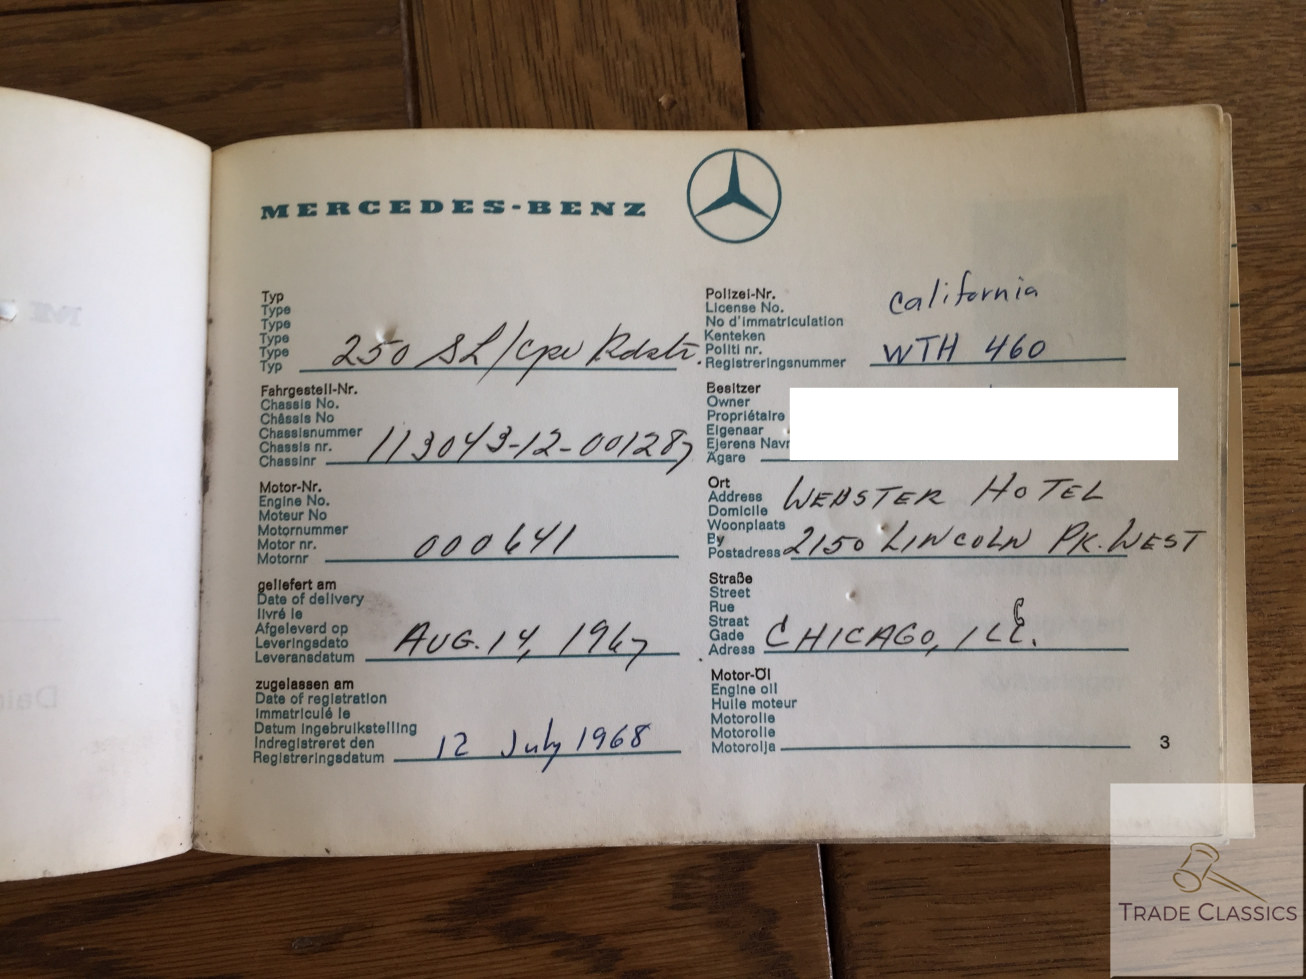 MERCEDES-BENZ
Typ
Type
Type
Type
Type
Typ
250 SL/Cpe Rdstr.
Fahrgestell-Nr.
Chassis No.
Châssis No
Chassisnummer
Chassis nr.
Chassinr
113043-12-001287
Motor-Nr.
Engine No.
Moteur No
Motornummer
Motor nr.
Motornr
000641
geliefert am
Date of delivery
livré le
Afgeleverd op
Leveringsdato
Leveransdatum
AUG. 14, 1967
zugelassen am
Date of registration
Immatriculé le
Datum ingebruikstelling
Indregistreret den
Registreringsdatum
12 July 1968
Polizei-Nr.
License No.
No d'immatriculation
Kenteken
Politi nr.
Registreringsnummer
California
WTH 460
Besitzer
Owner
Propriétaire
Eigenaar
Ejerens Navn
Ägare
Ort
Address
Domicile
Woonplaats
By
Postadress
WEBSTER HOTEL
2150 LINCOLN PK. WEST
Straße
Street
Rue
Straat
Gade
Adress
CHICAGO, ILL.
Motor-Öl
Engine oil
Huile moteur
Motorolie
Motorolie
Motorolja
3
TRADE CLASSICS